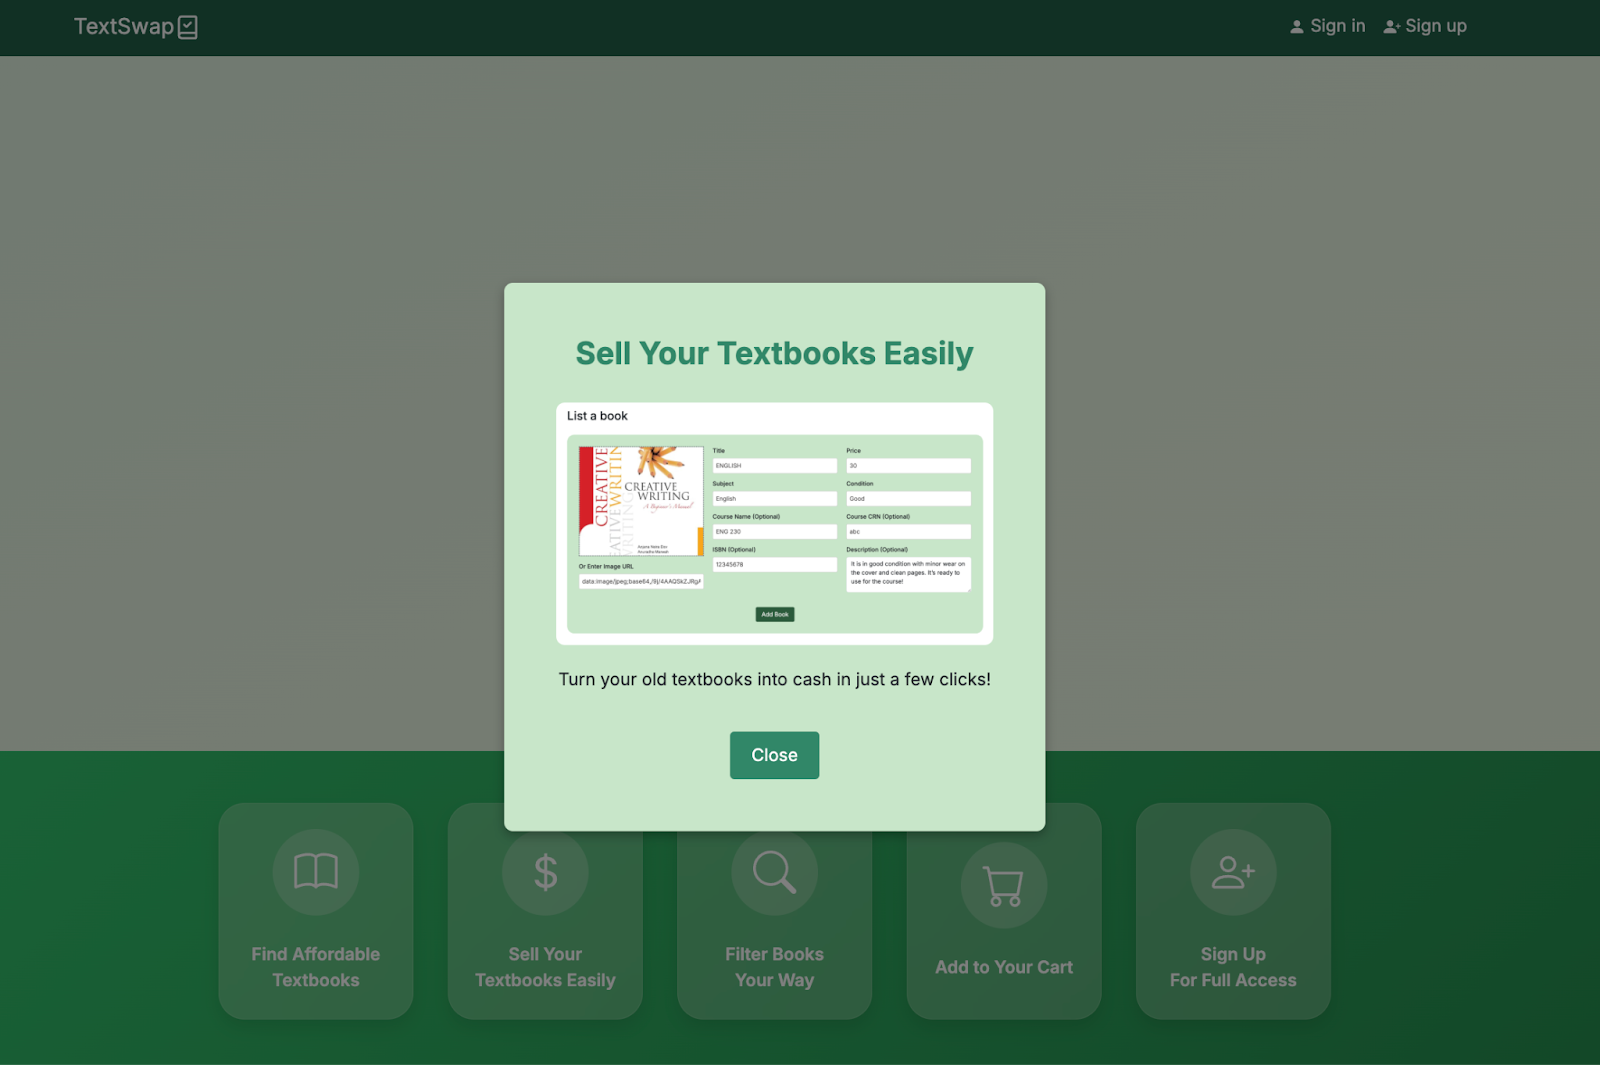 TextSwap
Sign in
Sign up
Sell Your Textbooks Easily
List a book
CREATIVE
WRITING
CREATIVE
WRITING
A Beginner's Manual
Or Enter Image URL
data:image/jpeg;base64,/9j/4AAQSkZJRgA
Title
ENGLISH
Subject
English
Course Name (Optional)
ENG 230
ISBN (Optional)
12345678
Price
30
Condition
Good
Course CRN (Optional)
abc
Description (Optional)
It is in good condition with minor wear on
the cover and clean pages. It's ready to
use for the course!
Add Book
Turn your old textbooks into cash in just a few clicks!
Close
Find Affordable
Textbooks
Sell Your
Textbooks Easily
Filter Books
Your Way
Add to Your Cart
Sign Up
For Full Access